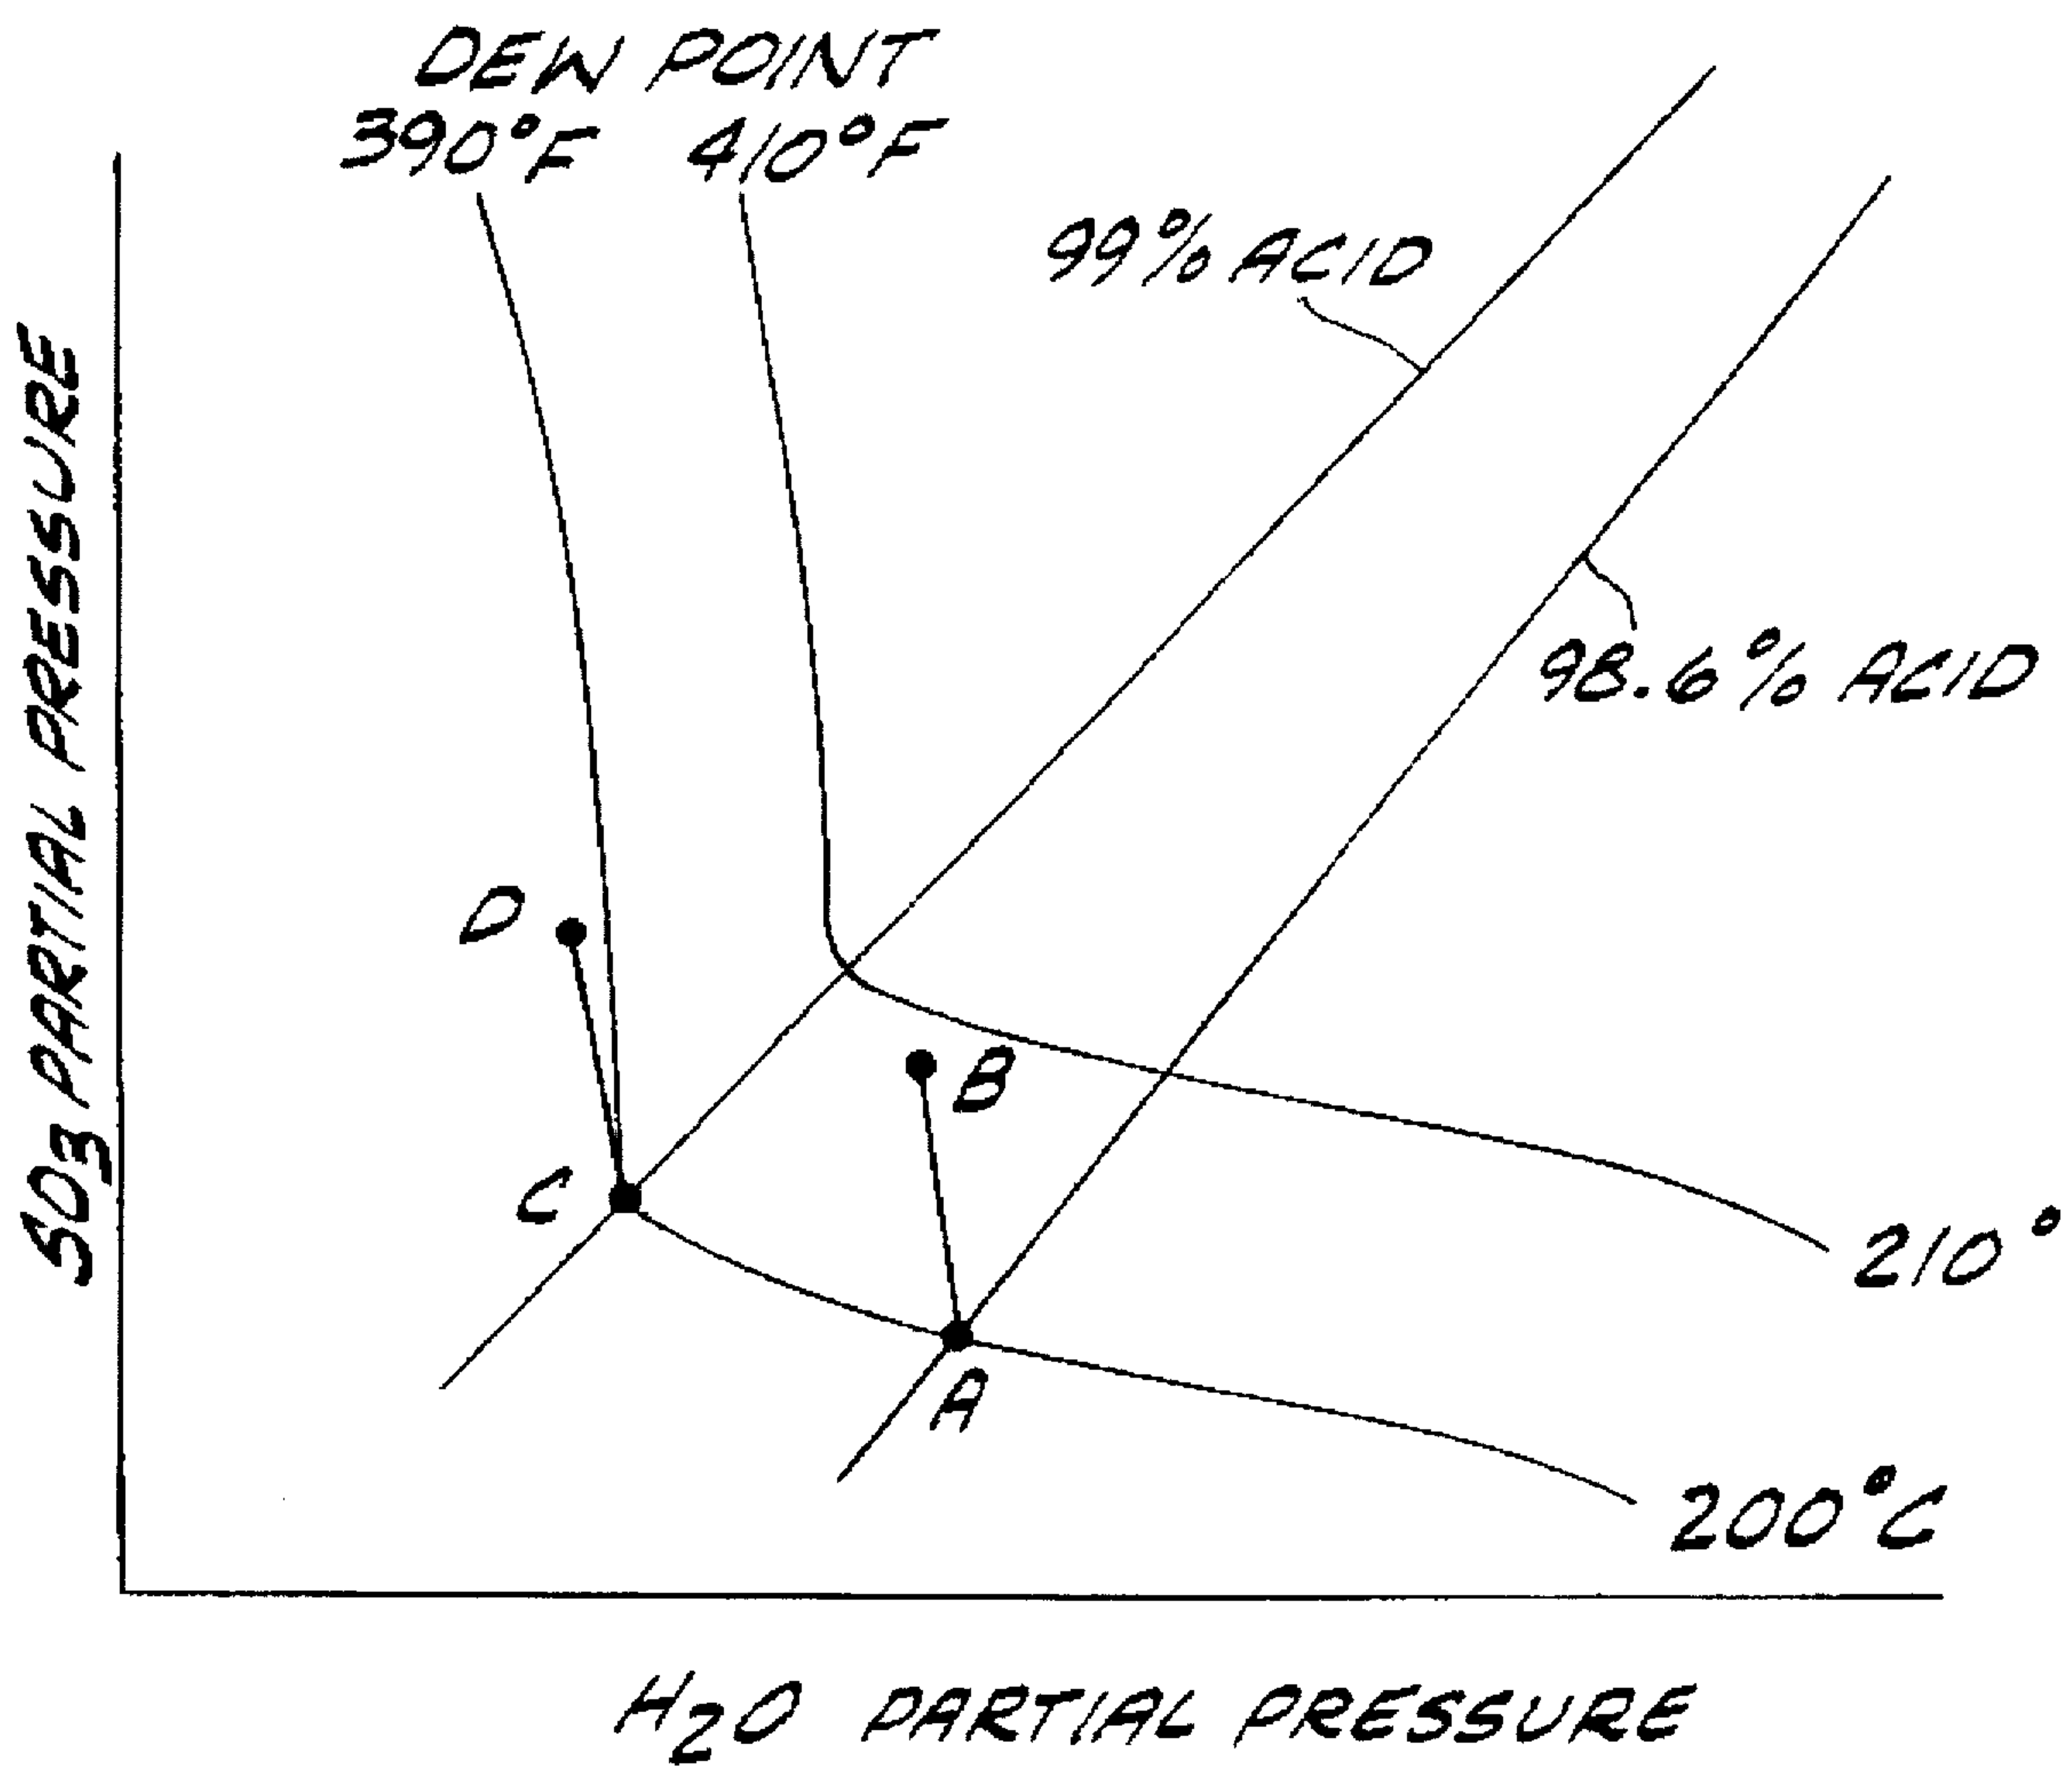 DEW POINT
390°F 410°F
99% ACID
98.6% ACID
SO3 PARTIAL PRESSURE
D
B
C
A
210°
200°C
H2O PARTIAL PRESSURE